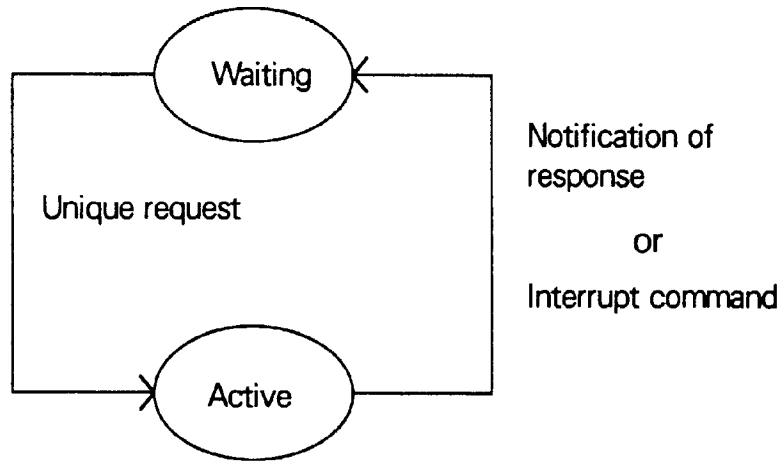 Waiting
Notification of
response
Unique request
or
Interrupt command
Active